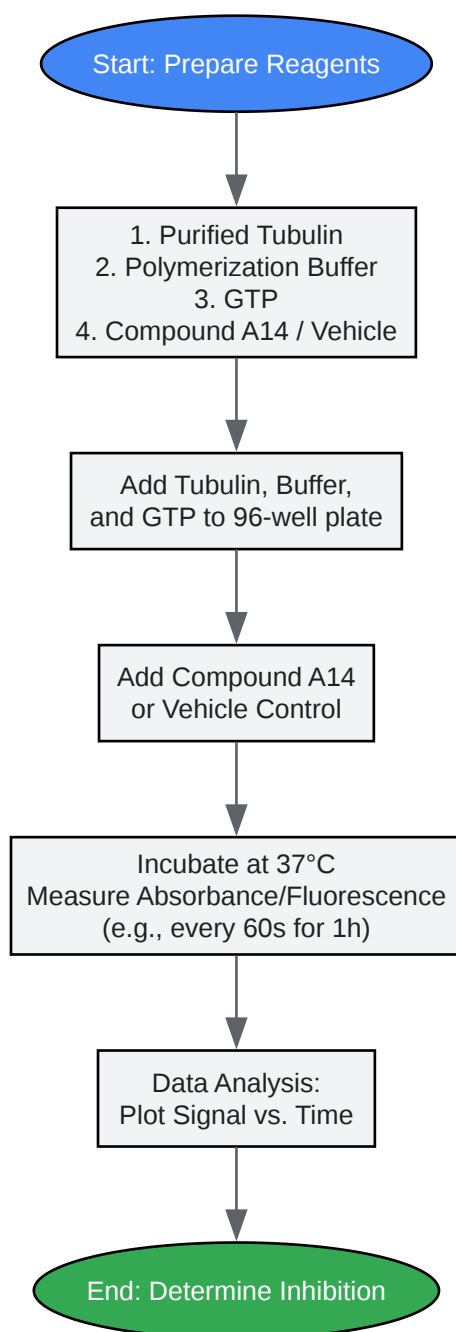 Start: Prepare Reagents
1. Purified Tubulin
2. Polymerization Buffer
3. GTP
4. Compound A14 / Vehicle
Add Tubulin, Buffer,
and GTP to 96-well plate
Add Compound A14
or Vehicle Control
Incubate at 37°C
Measure Absorbance/Fluorescence
(e.g., every 60s for 1h)
Data Analysis:
Plot Signal vs. Time
End: Determine Inhibition